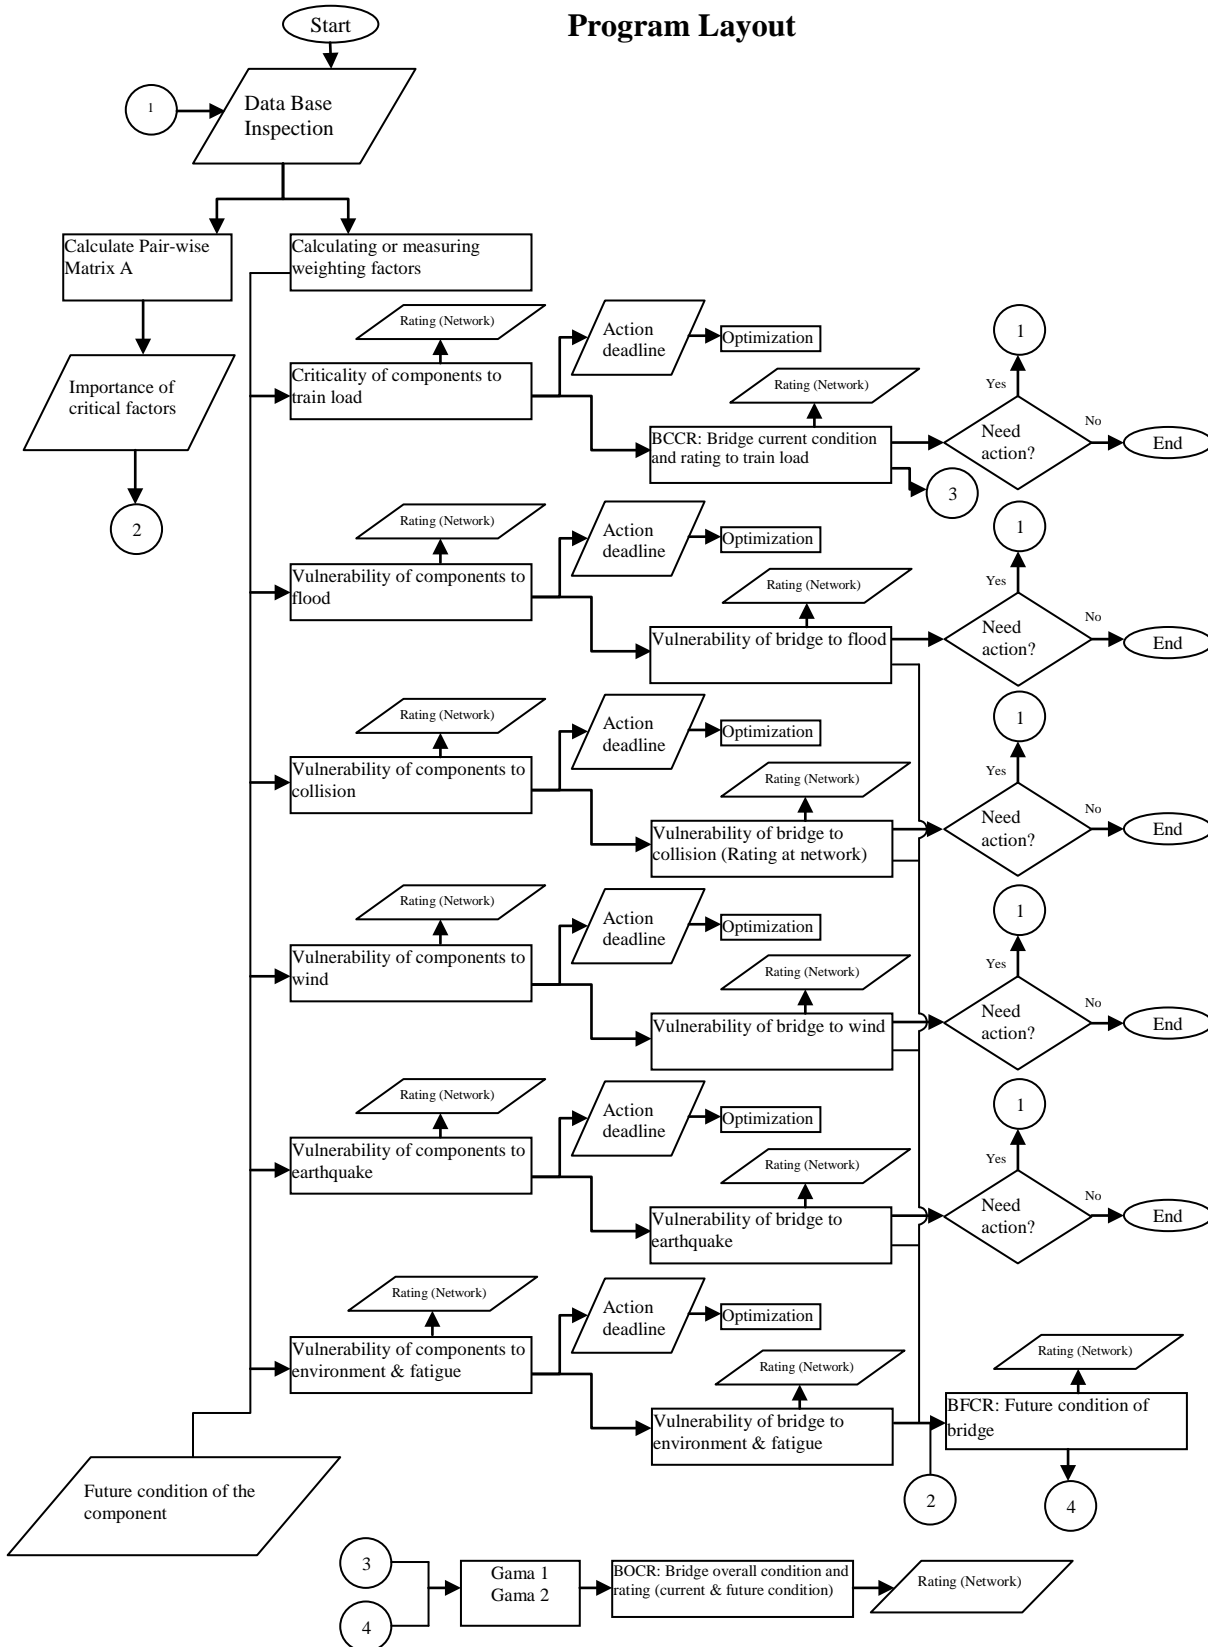 Program Layout
Start
1
Data Base
Inspection
Calculate Pair-wise
Matrix A
Calculating or measuring
weighting factors
Importance of
critical factors
2
Rating (Network)
Action
deadline
Optimization
Criticality of components to
train load
Rating (Network)
BCCR: Bridge current condition
and rating to train load
1
Yes
Need
action?
No
End
3
Rating (Network)
Action
deadline
Optimization
Vulnerability of components to
flood
Rating (Network)
Vulnerability of bridge to flood
1
Yes
Need
action?
No
End
Rating (Network)
Action
deadline
Optimization
Vulnerability of components to
collision
Rating (Network)
Vulnerability of bridge to
collision (Rating at network)
1
Yes
Need
action?
No
End
Rating (Network)
Action
deadline
Optimization
Vulnerability of components to
wind
Rating (Network)
Vulnerability of bridge to wind
1
Yes
Need
action?
No
End
Rating (Network)
Action
deadline
Optimization
Vulnerability of components to
earthquake
Rating (Network)
Vulnerability of bridge to
earthquake
1
Yes
Need
action?
No
End
Rating (Network)
Action
deadline
Optimization
Vulnerability of components to
environment & fatigue
Rating (Network)
Vulnerability of bridge to
environment & fatigue
Rating (Network)
BFCR: Future condition of
bridge
2
4
Future condition of the
component
3
4
Gama 1
Gama 2
BOCR: Bridge overall condition and
rating (current & future condition)
Rating (Network)